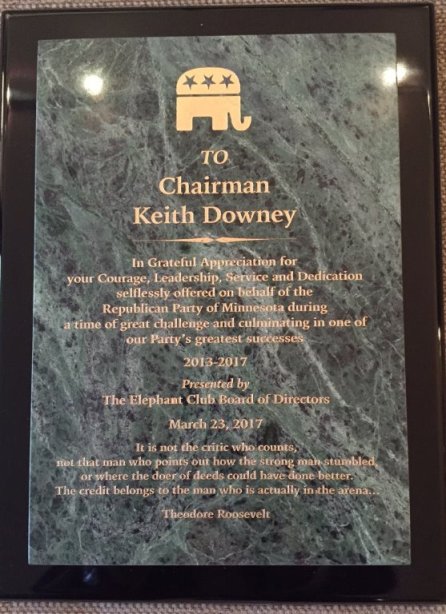 TO
Chairman
Keith Downey
In Grateful Appreciation for
your Courage, Leadership, Service and Dedication
selflessly offered on behalf of the
Republican Party of Minnesota during
a time of great challenge and culminating in one of
our Party's greatest successes
2013-2017
Presented by
The Elephant Club Board of Directors
March 23, 2017
It is not the critic who counts,
not that man who points out how the strong man stumbled,
or where the doer of deeds could have done better.
The credit belongs to the man who is actually in the arena...
Theodore Roosevelt